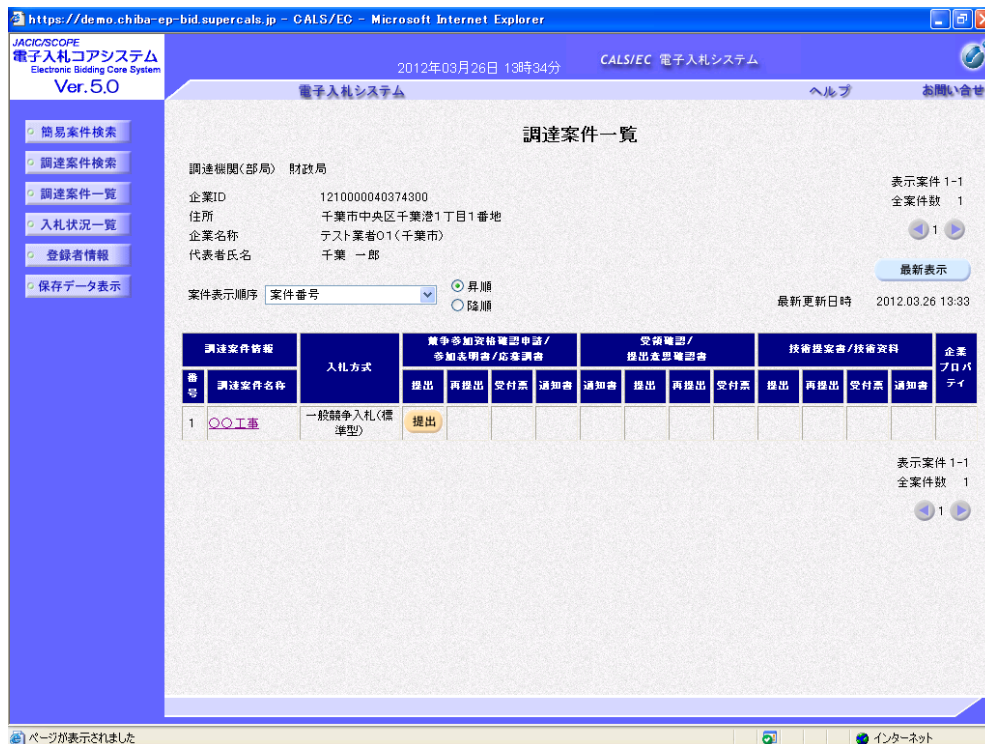 https://demo.chiba-ep-bid.supercals.jp - CALS/EC - Microsoft Internet Explorer
JACIC/SCOPE
電子入札コアシステム
Electronic Bidding Core System
Ver.5.0
2012年03月26日 13時34分
CALS/EC 電子入札システム
電子入札システム
ヘルプ
お問い合せ
簡易案件検索
調達案件検索
調達案件一覧
入札状況一覧
登録者情報
保存データ表示
調達案件一覧
調達機関(部局) 財政局
企業ID 1210000040374300
住所 千葉市中央区千葉港1丁目1番地
企業名称 テスト業者01(千葉市)
代表者氏名 千葉 一郎
表示案件 1-1
全案件数 1
1
最新表示
案件表示順序 案件番号
昇順
降順
最新更新日時 2012.03.26 13:33
調達案件情報 入札方式 競争参加資格確認申請/参加表明書/応募調書 受領確認/提出意思確認書 技術提案書/技術資料 企業プロパティ
番号 調達案件名称 提出 再提出 受付票 通知書 通知書 提出 再提出 受付票 提出 再提出 受付票 通知書
1 〇〇工事 一般競争入札(標準型) 提出
表示案件 1-1
全案件数 1
1
ページが表示されました
インターネット